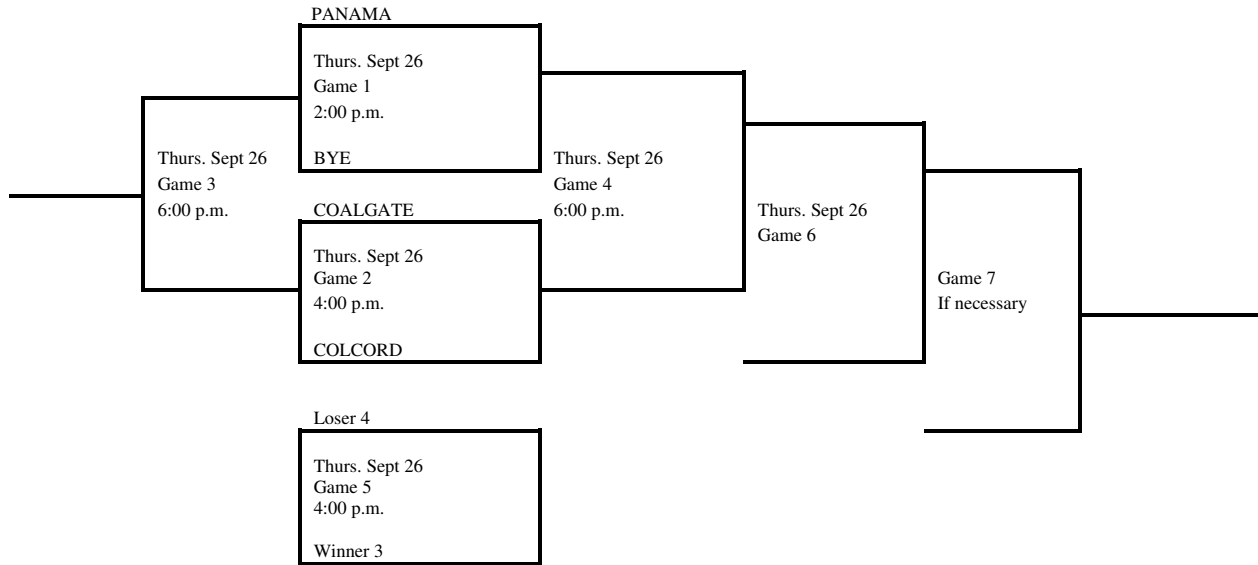 PANAMA
Thurs. Sept 26
Game 1
2:00 p.m.
BYE
Thurs. Sept 26
Game 3
6:00 p.m.
COALGATE
Thurs. Sept 26
Game 2
4:00 p.m.
COLCORD
Thurs. Sept 26
Game 4
6:00 p.m.
Thurs. Sept 26
Game 6
Game 7
If necessary
Loser 4
Thurs. Sept 26
Game 5
4:00 p.m.
Winner 3